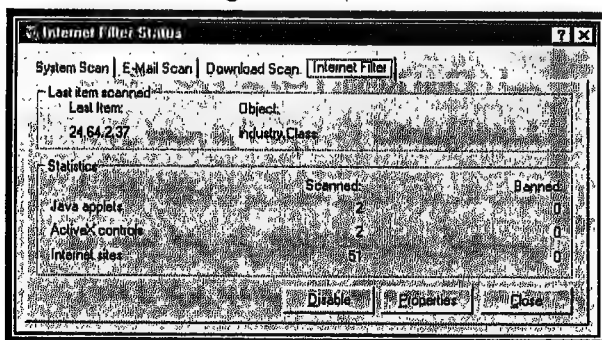 Internet Filter Status
System Scan E-Mail Scan Download Scan Internet Filter
Last item scanned
Last Item: Object:
24.64.2.37 Industry.Class
Statistics
Scanned: Banned:
Java applets 2 0
ActiveX controls 2 0
Internet sites 51 0
Disable Properties Close